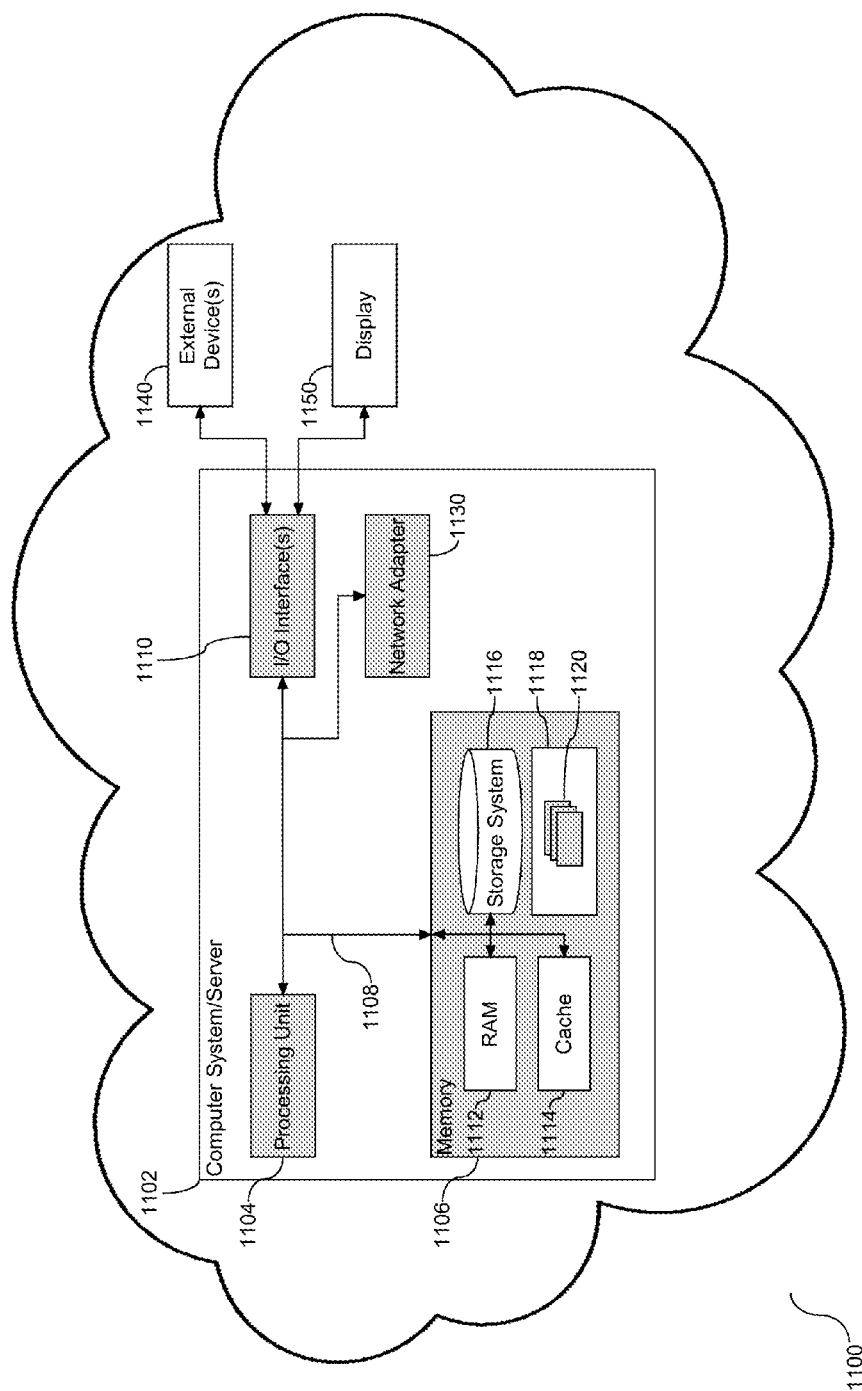 1102
Computer System/Server
1104
Processing Unit
1110
I/O Interface(s)
1140
External
Device(s)
1150
Display
1130
Network Adapter
1108
1106
Memory
1112
RAM
1114
Cache
1116
Storage System
1118
1120
1100